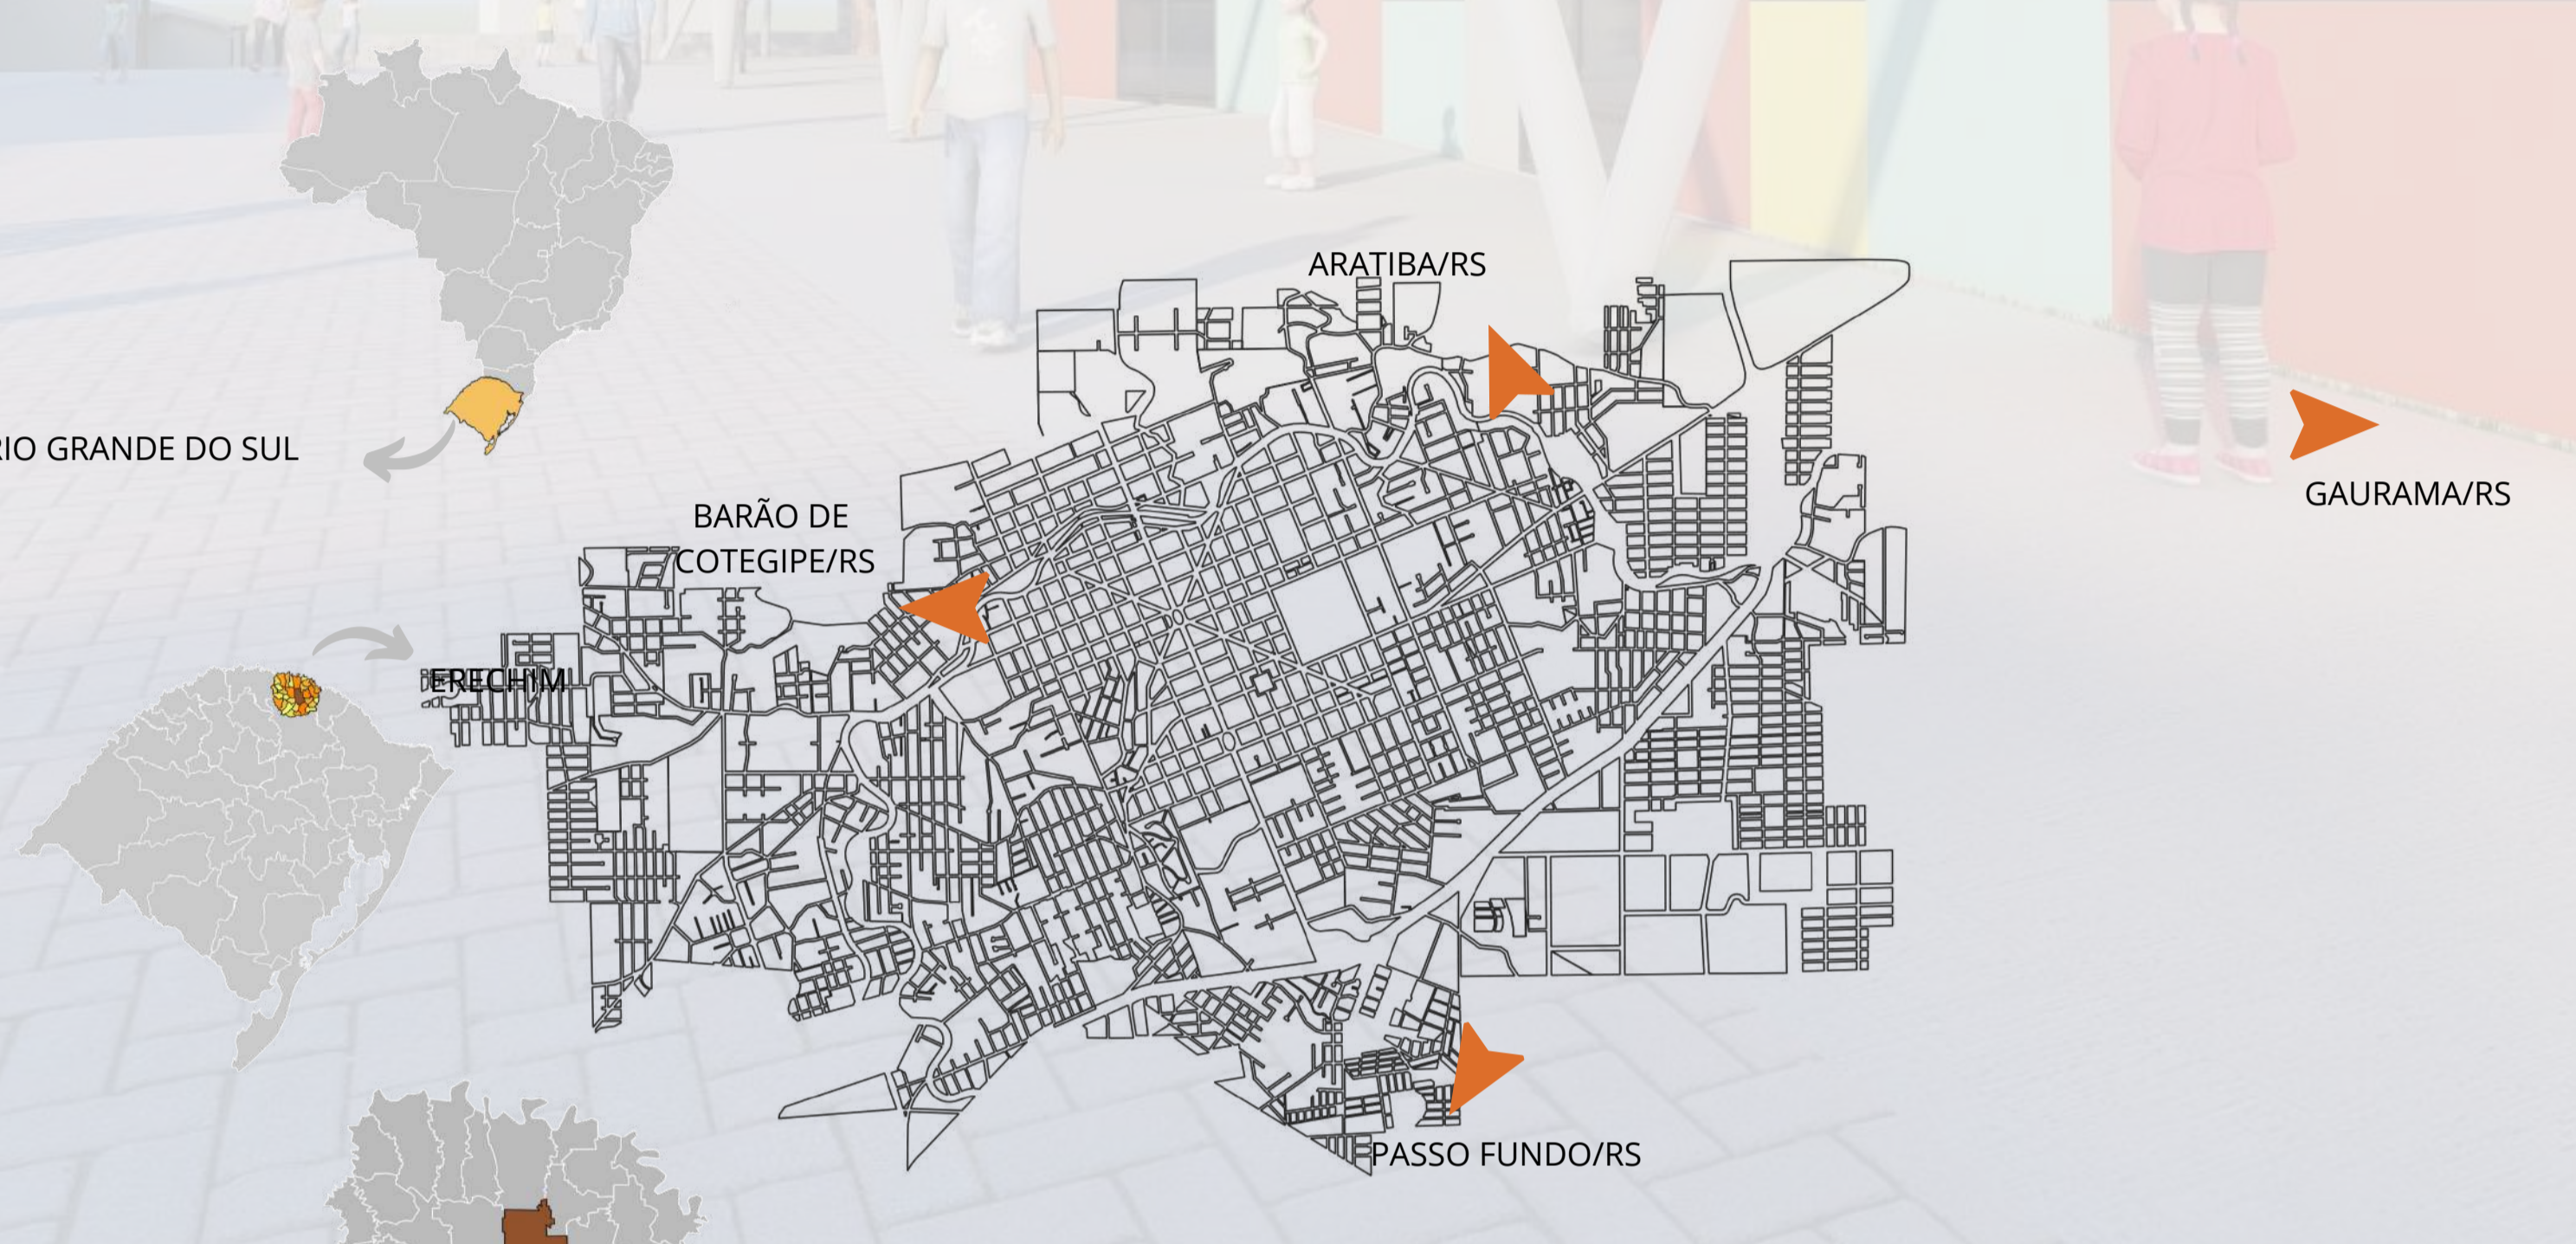 ARATIBA/RS
RIO GRANDE DO SUL
GAURAMA/RS
BARÃO DE
COTEGIPE/RS
ERECHIM
PASSO FUNDO/RS